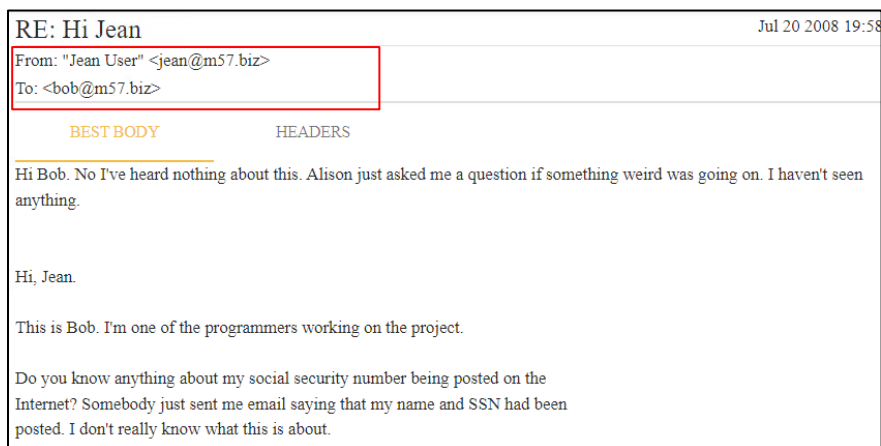 RE: Hi Jean
Jul 20 2008 19:58
From: "Jean User" <jean@m57.biz>
To: <bob@m57.biz>
BEST BODY
HEADERS
Hi Bob. No I've heard nothing about this. Alison just asked me a question if something weird was going on. I haven't seen
anything.
Hi, Jean.
This is Bob. I'm one of the programmers working on the project.
Do you know anything about my social security number being posted on the
Internet? Somebody just sent me email saying that my name and SSN had been
posted. I don't really know what this is about.